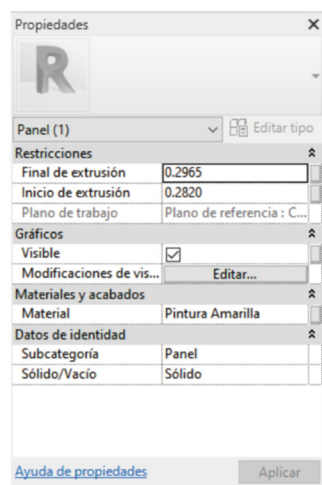 Propiedades
R
Panel (1)
Editar tipo
Restricciones
Final de extrusión 0.2965
Inicio de extrusión 0.2820
Plano de trabajo Plano de referencia : C...
Gráficos
Visible
Modificaciones de vis... Editar...
Materiales y acabados
Material Pintura Amarilla
Datos de identidad
Subcategoría Panel
Sólido/Vacío Sólido
Ayuda de propiedades Aplicar